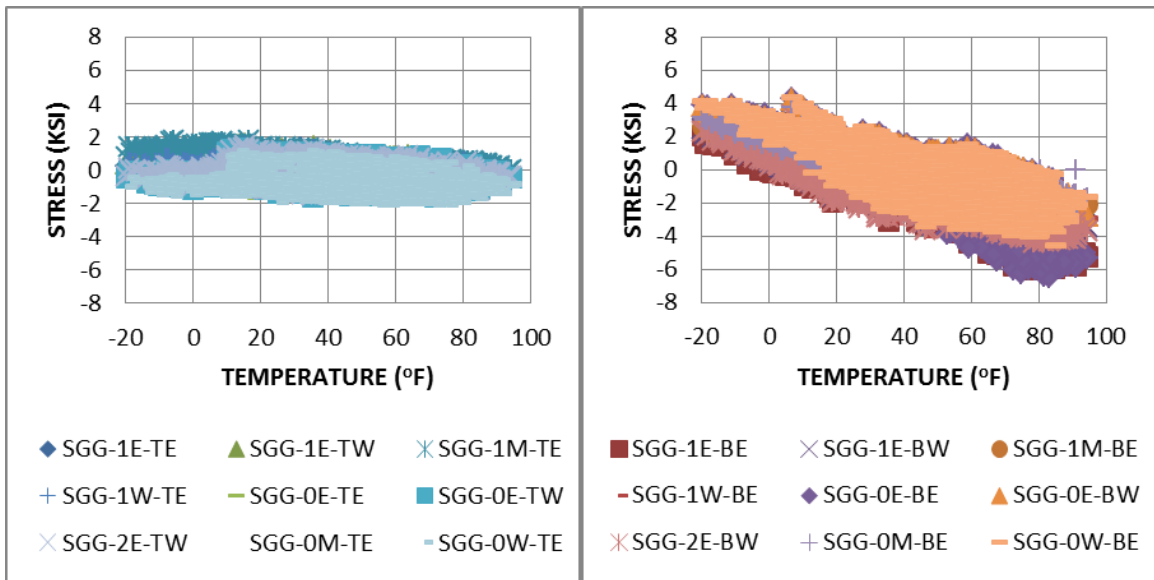 8
6
4
2
0
-2
-4
-6
-8
STRESS (KSI)
-20 0 20 40 60 80 100
TEMPERATURE (ᵒF)
SGG-1E-TE SGG-1E-TW SGG-1M-TE
SGG-1W-TE SGG-0E-TE SGG-0E-TW
SGG-2E-TW SGG-0M-TE SGG-0W-TE
8
6
4
2
0
-2
-4
-6
-8
STRESS (KSI)
-20 0 20 40 60 80 100
TEMPERATURE (ᵒF)
SGG-1E-BE SGG-1E-BW SGG-1M-BE
SGG-1W-BE SGG-0E-BE SGG-0E-BW
SGG-2E-BW SGG-0M-BE SGG-0W-BE